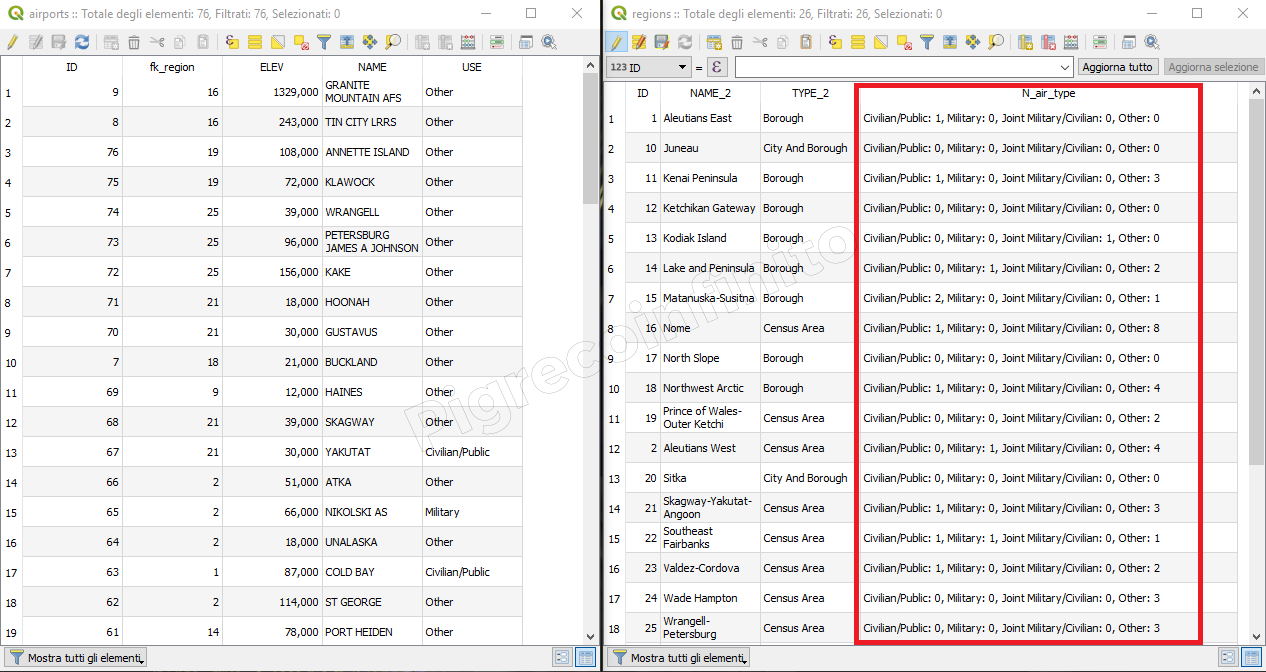 airports :: Totale degli elementi: 76, Filtrati: 76, Selezionati: 0
ID fk_region ELEV NAME USE
1 9 16 1329,000 GRANITE MOUNTAIN AFS Other
2 8 16 243,000 TIN CITY LRRS Other
3 76 19 108,000 ANNETTE ISLAND Other
4 75 19 72,000 KLAWOCK Other
5 74 25 39,000 WRANGELL Other
6 73 25 96,000 PETERSBURG JAMES A JOHNSON Other
7 72 25 156,000 KAKE Other
8 71 21 18,000 HOONAH Other
9 70 21 30,000 GUSTAVUS Other
10 7 18 21,000 BUCKLAND Other
11 69 9 12,000 HAINES Other
12 68 21 39,000 SKAGWAY Other
13 67 21 30,000 YAKUTAT Civilian/Public
14 66 2 51,000 ATKA Other
15 65 2 66,000 NIKOLSKI AS Military
16 64 2 18,000 UNALASKA Other
17 63 1 87,000 COLD BAY Civilian/Public
18 62 2 114,000 ST GEORGE Other
19 61 14 78,000 PORT HEIDEN Other
Mostra tutti gli elementi
regions :: Totale degli elementi: 26, Filtrati: 26, Selezionati: 0
123 ID = ε Aggiorna tutto Aggiorna selezione
ID NAME_2 TYPE_2 N_air_type
1 1 Aleutians East Borough Civilian/Public: 1, Military: 0, Joint Military/Civilian: 0, Other: 0
2 10 Juneau City And Borough Civilian/Public: 0, Military: 0, Joint Military/Civilian: 0, Other: 0
3 11 Kenai Peninsula Borough Civilian/Public: 1, Military: 0, Joint Military/Civilian: 0, Other: 3
4 12 Ketchikan Gateway Borough Civilian/Public: 0, Military: 0, Joint Military/Civilian: 0, Other: 0
5 13 Kodiak Island Borough Civilian/Public: 0, Military: 0, Joint Military/Civilian: 1, Other: 0
6 14 Lake and Peninsula Borough Civilian/Public: 0, Military: 1, Joint Military/Civilian: 0, Other: 2
7 15 Matanuska-Susitna Borough Civilian/Public: 2, Military: 0, Joint Military/Civilian: 0, Other: 1
8 16 Nome Census Area Civilian/Public: 1, Military: 0, Joint Military/Civilian: 0, Other: 8
9 17 North Slope Borough Civilian/Public: 0, Military: 0, Joint Military/Civilian: 0, Other: 0
10 18 Northwest Arctic Borough Civilian/Public: 1, Military: 0, Joint Military/Civilian: 0, Other: 4
11 19 Prince of Wales-Outer Ketchi Census Area Civilian/Public: 0, Military: 0, Joint Military/Civilian: 0, Other: 2
12 2 Aleutians West Census Area Civilian/Public: 0, Military: 1, Joint Military/Civilian: 0, Other: 4
13 20 Sitka City And Borough Civilian/Public: 0, Military: 0, Joint Military/Civilian: 0, Other: 0
14 21 Skagway-Yakutat-Angoon Census Area Civilian/Public: 1, Military: 0, Joint Military/Civilian: 0, Other: 3
15 22 Southeast Fairbanks Census Area Civilian/Public: 1, Military: 1, Joint Military/Civilian: 0, Other: 1
16 23 Valdez-Cordova Census Area Civilian/Public: 1, Military: 0, Joint Military/Civilian: 0, Other: 2
17 24 Wade Hampton Census Area Civilian/Public: 0, Military: 0, Joint Military/Civilian: 0, Other: 3
18 25 Wrangell-Petersburg Census Area Civilian/Public: 0, Military: 0, Joint Military/Civilian: 0, Other: 3
Mostra tutti gli elementi
Pigrecoinfinito